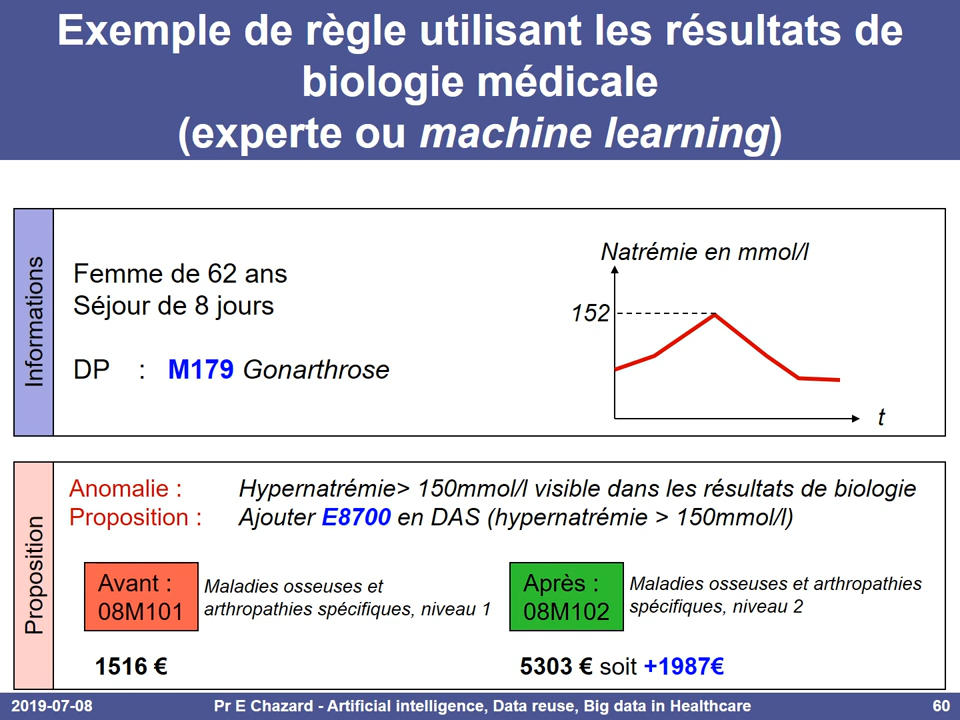 Exemple de règle utilisant les résultats de
biologie médicale
(experte ou machine learning)
Informations
Femme de 62 ans
Séjour de 8 jours
DP : M179 Gonarthrose
Natrémie en mmol/l
152
t
Proposition
Anomalie : Hypernatrémie> 150mmol/l visible dans les résultats de biologie
Proposition : Ajouter E8700 en DAS (hypernatrémie > 150mmol/l)
Avant :
08M101
Maladies osseuses et
arthropathies spécifiques, niveau 1
1516 €
Après :
08M102
Maladies osseuses et arthropathies
spécifiques, niveau 2
5303 € soit +1987€
2019-07-08 Pr E Chazard - Artificial intelligence, Data reuse, Big data in Healthcare 60